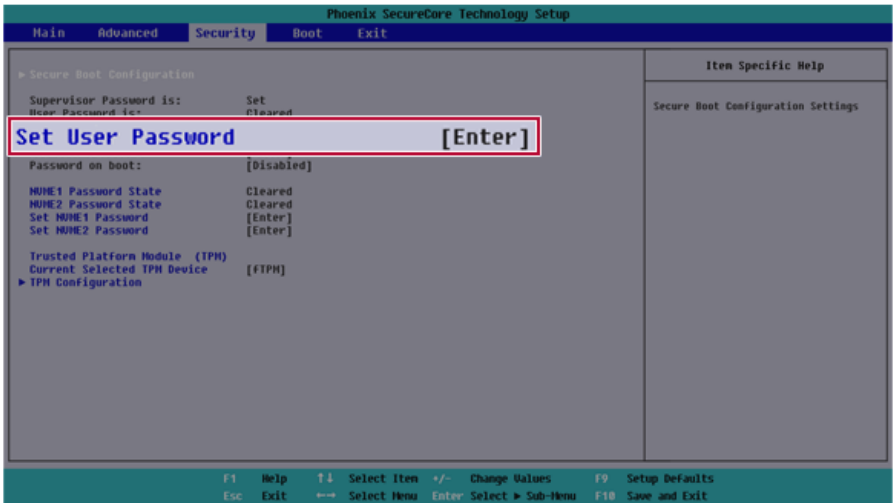 Phoenix SecureCore Technology Setup
Main Advanced Security Boot Exit
Item Specific Help
▶ Secure Boot Configuration
Secure Boot Configuration Settings
Supervisor Password is: Set
User Password is: Cleared
Set User Password [Enter]
Password on boot: [Disabled]
NVME1 Password State Cleared
NVME2 Password State Cleared
Set NVME1 Password [Enter]
Set NVME2 Password [Enter]
Trusted Platform Module (TPM)
Current Selected TPM Device [fTPM]
▶ TPM Configuration
F1 Help ↑↓ Select Item +/- Change Values F9 Setup Defaults
Esc Exit ←→ Select Menu Enter Select ▶ Sub-Menu F10 Save and Exit